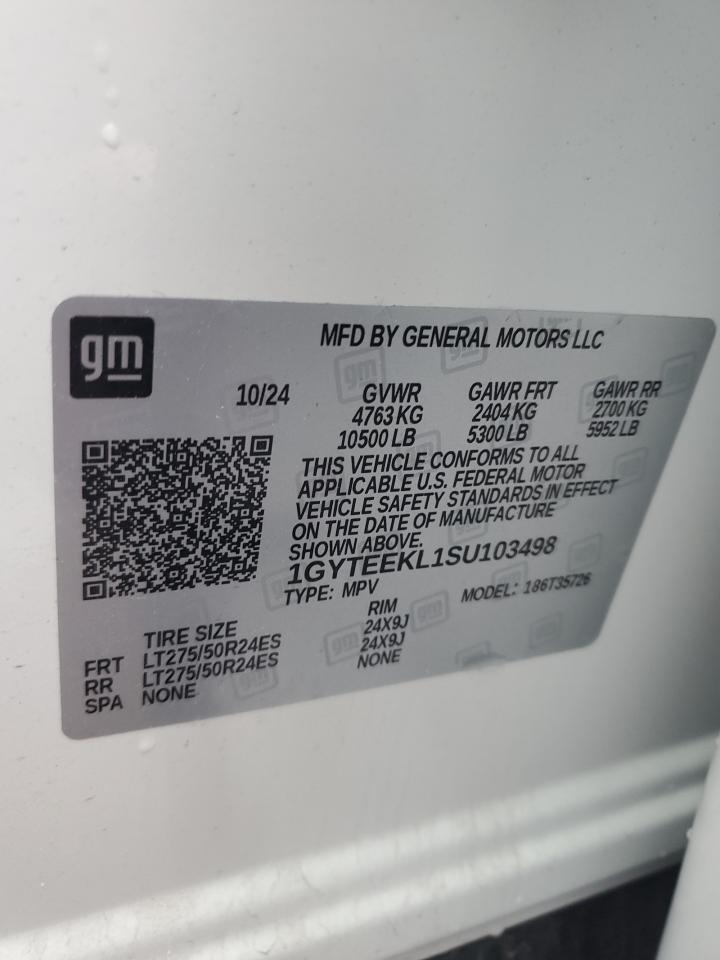 gm
MFD BY GENERAL MOTORS LLC
10/24 GVWR GAWR FRT GAWR RR
4763 KG 2404 KG 2700 KG
10500 LB 5300 LB 5952 LB
THIS VEHICLE CONFORMS TO ALL
APPLICABLE U.S. FEDERAL MOTOR
VEHICLE SAFETY STANDARDS IN EFFECT
ON THE DATE OF MANUFACTURE
SHOWN ABOVE.
1GYTEEKL1SU103498
TYPE: MPV MODEL: 186T35726
TIRE SIZE RIM
FRT LT275/50R24ES 24X9J
RR LT275/50R24ES 24X9J
SPA NONE NONE